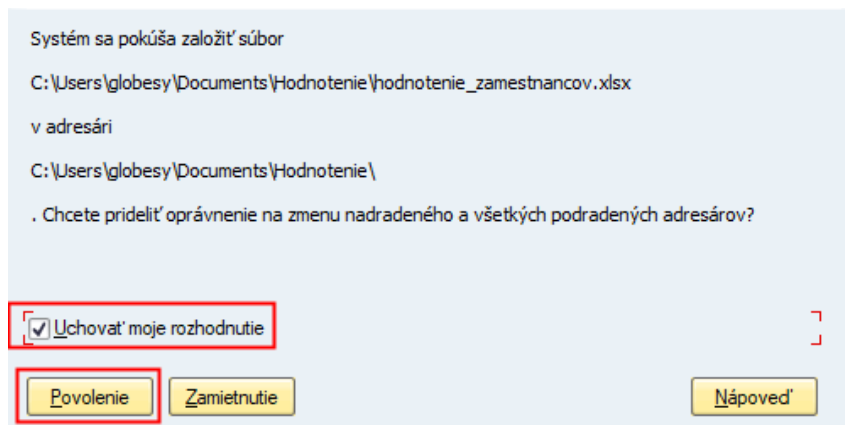 Systém sa pokúša založiť súbor
C:\Users\globesy\Documents\Hodnotenie\hodnotenie_zamestnancov.xlsx
v adresári
C:\Users\globesy\Documents\Hodnotenie\
. Chcete prideliť oprávnenie na zmenu nadradeného a všetkých podradených adresárov?
Uchovať moje rozhodnutie
Povolenie Zamietnutie Nápoveď